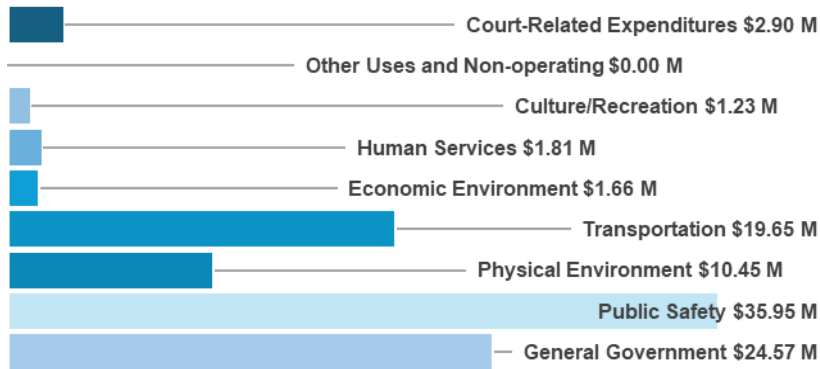 Court-Related Expenditures $2.90 M
Other Uses and Non-operating $0.00 M
Culture/Recreation $1.23 M
Human Services $1.81 M
Economic Environment $1.66 M
Transportation $19.65 M
Physical Environment $10.45 M
Public Safety $35.95 M
General Government $24.57 M